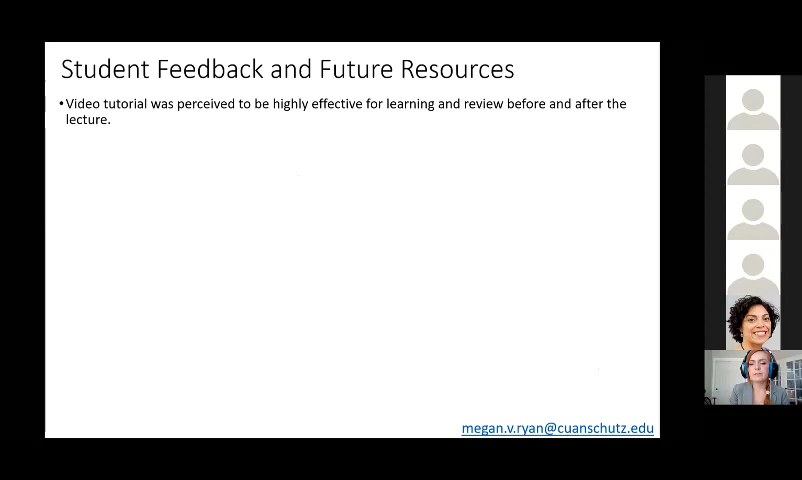 Student Feedback and Future Resources
•Video tutorial was perceived to be highly effective for learning and review before and after the
lecture.
megan.v.ryan@cuanschutz.edu